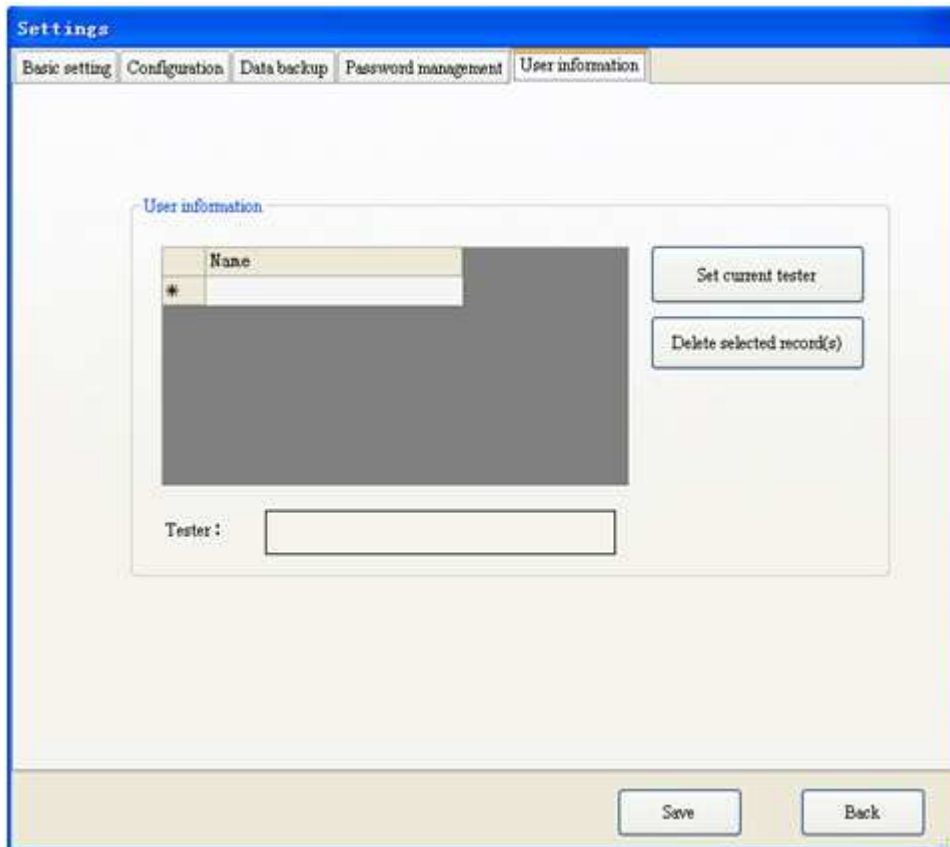 Settings
Basic setting Configuration Data backup Password management User information
User information
Name
*
Set current tester
Delete selected record(s)
Tester：
Save Back